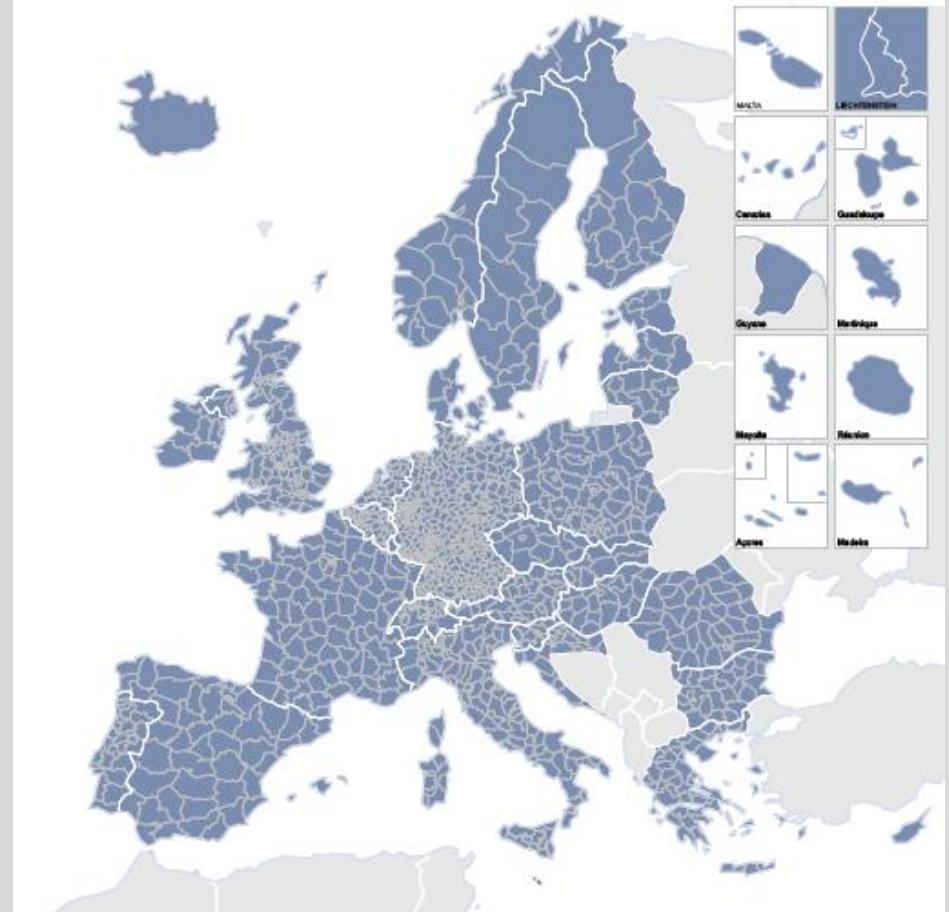 MALTA
LIECHTENSTEIN
Canarias
Guadeloupe
Guyane
Martinique
Mayotte
Réunion
Açores
Madeira